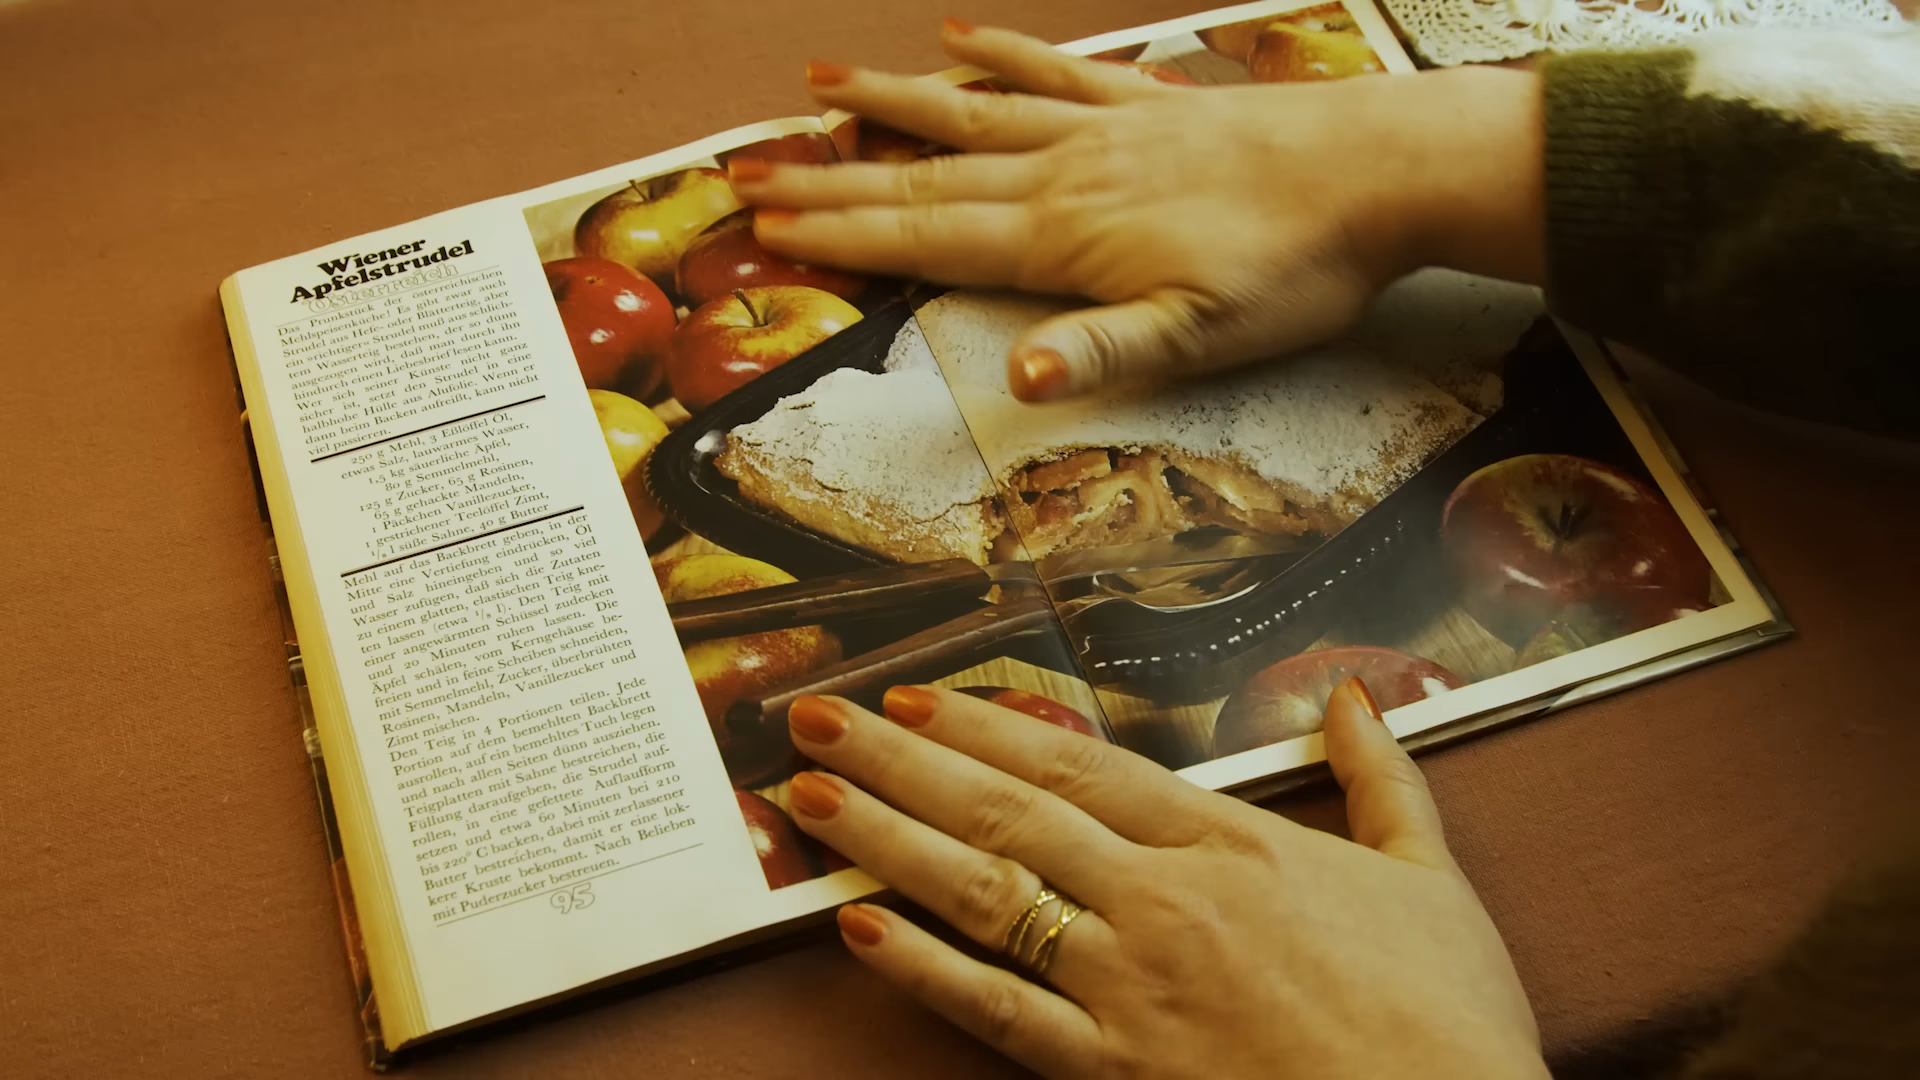 Wiener
Apfelstrudel
Österreich
Das Prunkstück der österreichischen
Mehlspeisenküche! Es gibt zwar auch
Strudel aus Hefe- oder Blätterteig, aber
ein »richtiger« Strudel muß aus schlich-
tem Wasserteig bestehen, der so dünn
ausgezogen wird, daß man durch ihn
hindurch einen Liebesbrief lesen kann.
Wer sich seiner Künste nicht ganz
sicher ist, setzt den Strudel in eine
halbhohe Hülle aus Alufolie. Wenn er
dann beim Backen aufreißt, kann nicht
viel passieren.
250 g Mehl, 3 Eßlöffel Öl,
etwas Salz, lauwarmes Wasser,
1,5 kg säuerliche Äpfel,
80 g Semmelmehl,
125 g Zucker, 65 g Rosinen,
65 g gehackte Mandeln,
1 Päckchen Vanillezucker,
1 gestrichener Teelöffel Zimt,
1/8 l süße Sahne, 40 g Butter
Mehl auf das Backbrett geben, in der
Mitte eine Vertiefung eindrücken, Öl
und Salz hineingeben und so viel
Wasser zufügen, daß sich die Zutaten
zu einem glatten, elastischen Teig kne-
ten lassen (etwa 1/8 l). Den Teig mit
einer angewärmten Schüssel zudecken
und 20 Minuten ruhen lassen. Die
Äpfel schälen, vom Kerngehäuse be-
freien und in feine Scheiben schneiden,
mit Semmelmehl, Zucker, überbrühten
Rosinen, Mandeln, Vanillezucker und
Zimt mischen.
Den Teig in 4 Portionen teilen. Jede
Portion auf dem bemehlten Backbrett
ausrollen, auf ein bemehltes Tuch legen
und nach allen Seiten dünn ausziehen.
Teigplatten mit Sahne bestreichen, die
Füllung daraufgeben, die Strudel auf-
rollen, in eine gefettete Auflaufform
setzen und etwa 60 Minuten bei 210
bis 220° C backen, dabei mit zerlassener
Butter bestreichen, damit er eine lok-
kere Kruste bekommt. Nach Belieben
mit Puderzucker bestreuen.
95